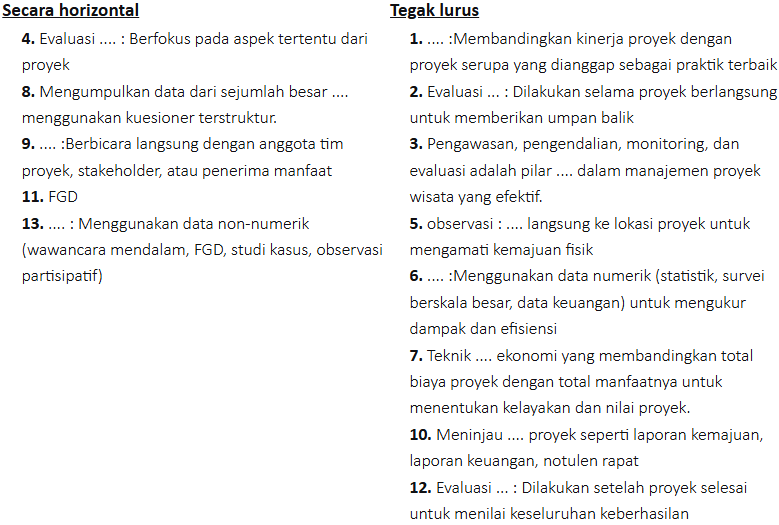 Secara horizontal
4. Evaluasi .... : Berfokus pada aspek tertentu dari
proyek
8. Mengumpulkan data dari sejumlah besar ....
menggunakan kuesioner terstruktur.
9. .... :Berbicara langsung dengan anggota tim
proyek, stakeholder, atau penerima manfaat
11. FGD
13. .... : Menggunakan data non-numerik
(wawancara mendalam, FGD, studi kasus, observasi
partisipatif)
Tegak lurus
1. .... :Membandingkan kinerja proyek dengan
proyek serupa yang dianggap sebagai praktik terbaik
2. Evaluasi ... : Dilakukan selama proyek berlangsung
untuk memberikan umpan balik
3. Pengawasan, pengendalian, monitoring, dan
evaluasi adalah pilar .... dalam manajemen proyek
wisata yang efektif.
5. observasi : .... langsung ke lokasi proyek untuk
mengamati kemajuan fisik
6. .... :Menggunakan data numerik (statistik, survei
berskala besar, data keuangan) untuk mengukur
dampak dan efisiensi
7. Teknik .... ekonomi yang membandingkan total
biaya proyek dengan total manfaatnya untuk
menentukan kelayakan dan nilai proyek.
10. Meninjau .... proyek seperti laporan kemajuan,
laporan keuangan, notulen rapat
12. Evaluasi ... : Dilakukan setelah proyek selesai
untuk menilai keseluruhan keberhasilan